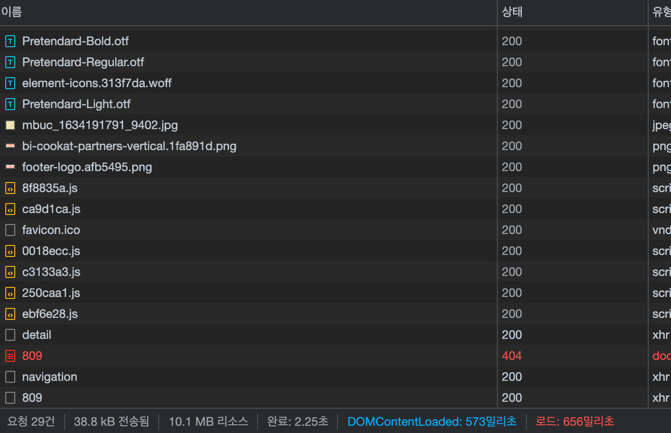 이름 상태 유형
Pretendard-Bold.otf 200 font
Pretendard-Regular.otf 200 font
element-icons.313f7da.woff 200 font
Pretendard-Light.otf 200 font
mbuc_1634191791_9402.jpg 200 jpeg
bi-cookat-partners-vertical.1fa891d.png 200 png
footer-logo.afb5495.png 200 png
8f8835a.js 200 scri
ca9d1ca.js 200 scri
favicon.ico 200 vnd
0018ecc.js 200 scri
c3133a3.js 200 scri
250caa1.js 200 scri
ebf6e28.js 200 scri
detail 200 xhr
809 404 doc
navigation 200 xhr
809 200 xhr
요청 29건 38.8 kB 전송됨 10.1 MB 리소스 완료: 2.25초 DOMContentLoaded: 573밀리초 로드: 656밀리초